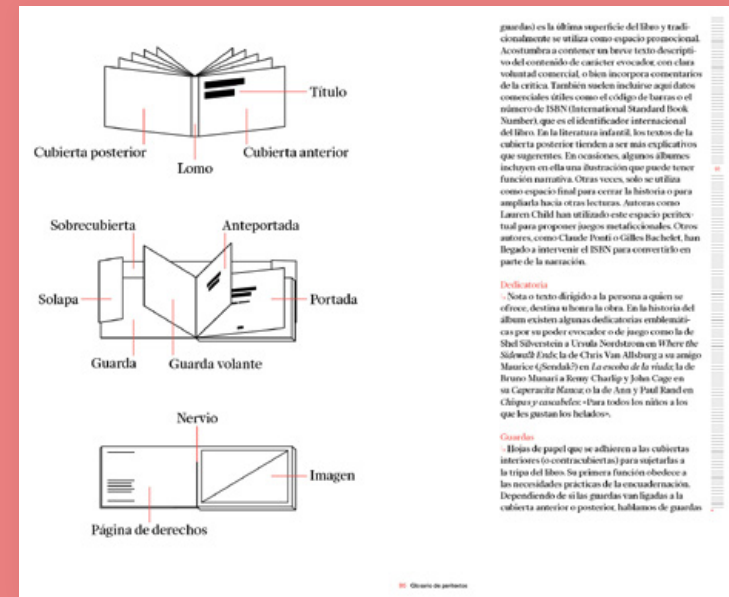 Título
Cubierta posterior
Cubierta anterior
Lomo
Sobrecubierta
Anteportada
Solapa
Portada
Guarda
Guarda volante
Nervio
Imagen
Página de derechos
guardas) es la última superficie del libro y tradi-
cionalmente se utiliza como espacio promocional.
Acostumbra a contener un breve texto descripti-
vo del contenido de carácter evocador, con clara
voluntad comercial, o bien incorpora comentarios
de la crítica. También suelen incluirse aquí datos
comerciales útiles como el código de barras o el
número de ISBN (International Standard Book
Number), que es el identificador internacional
del libro. En la literatura infantil, los textos de la
cubierta posterior tienden a ser más explicativos
que sugerentes. En ocasiones, algunos álbumes
incluyen en ella una ilustración que puede tener
función narrativa. Otras veces, solo se utiliza
como espacio final para cerrar la historia o para
ampliarla hacia otras lecturas. Autoras como
Lauren Child han utilizado este espacio peritex-
tual para proponer juegos metaficcionales. Otros
autores, como Claude Ponti o Gilles Bachelet, han
llegado a intervenir el ISBN para convertirlo en
parte de la narración.
Dedicatoria
Nota o texto dirigido a la persona a quien se
ofrece, destina u honra la obra. En la historia del
álbum existen algunas dedicatorias emblemáti-
cas por su poder evocador o de juego como la de
Shel Silverstein a Ursula Nordstrom en Where the
Sidewalk Ends; la de Chris Van Allsburg a su amigo
Maurice (¿Sendak?) en La escoba de la viuda; la de
Bruno Munari a Remy Charlip y John Cage en
su Caperucita Blanca; o la de Ann y Paul Rand en
Chispas y cascabeles: «Para todos los niños a los
que les gustan los helados».
Guardas
Hojas de papel que se adhieren a las cubiertas
interiores (o contracubiertas) para sujetarlas a
la tripa del libro. Su primera función obedece a
las necesidades prácticas de la encuadernación.
Dependiendo de si las guardas van ligadas a la
cubierta anterior o posterior, hablamos de guardas
Glosario de peritextos